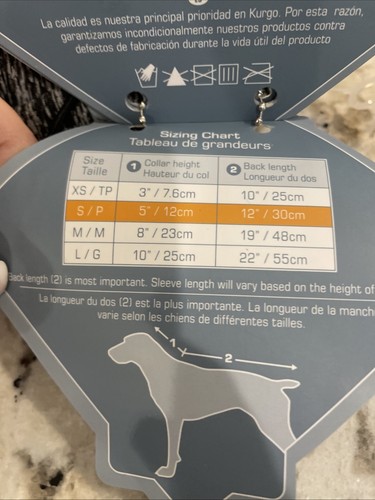 La calidad es nuestra principal prioridad en Kurgo. Por esta razón,
garantizamos incondicionalmente nuestros productos contra
defectos de fabricación durante la vida útil del producto
Sizing Chart
Tableau de grandeurs
Size
Taille
1 Collar height
Hauteur du col
2 Back length
Longueur du dos
XS / TP 3" / 7.6cm 10" / 25cm
S / P 5" / 12cm 12" / 30cm
M / M 8" / 23cm 19" / 48cm
L / G 10" / 25cm 22" / 55cm
Back length (2) is most important. Sleeve length will vary based on the height of
La longueur du dos (2) est la plus importante. La longueur de la manch
varie selon les chiens de différentes tailles.
1
2